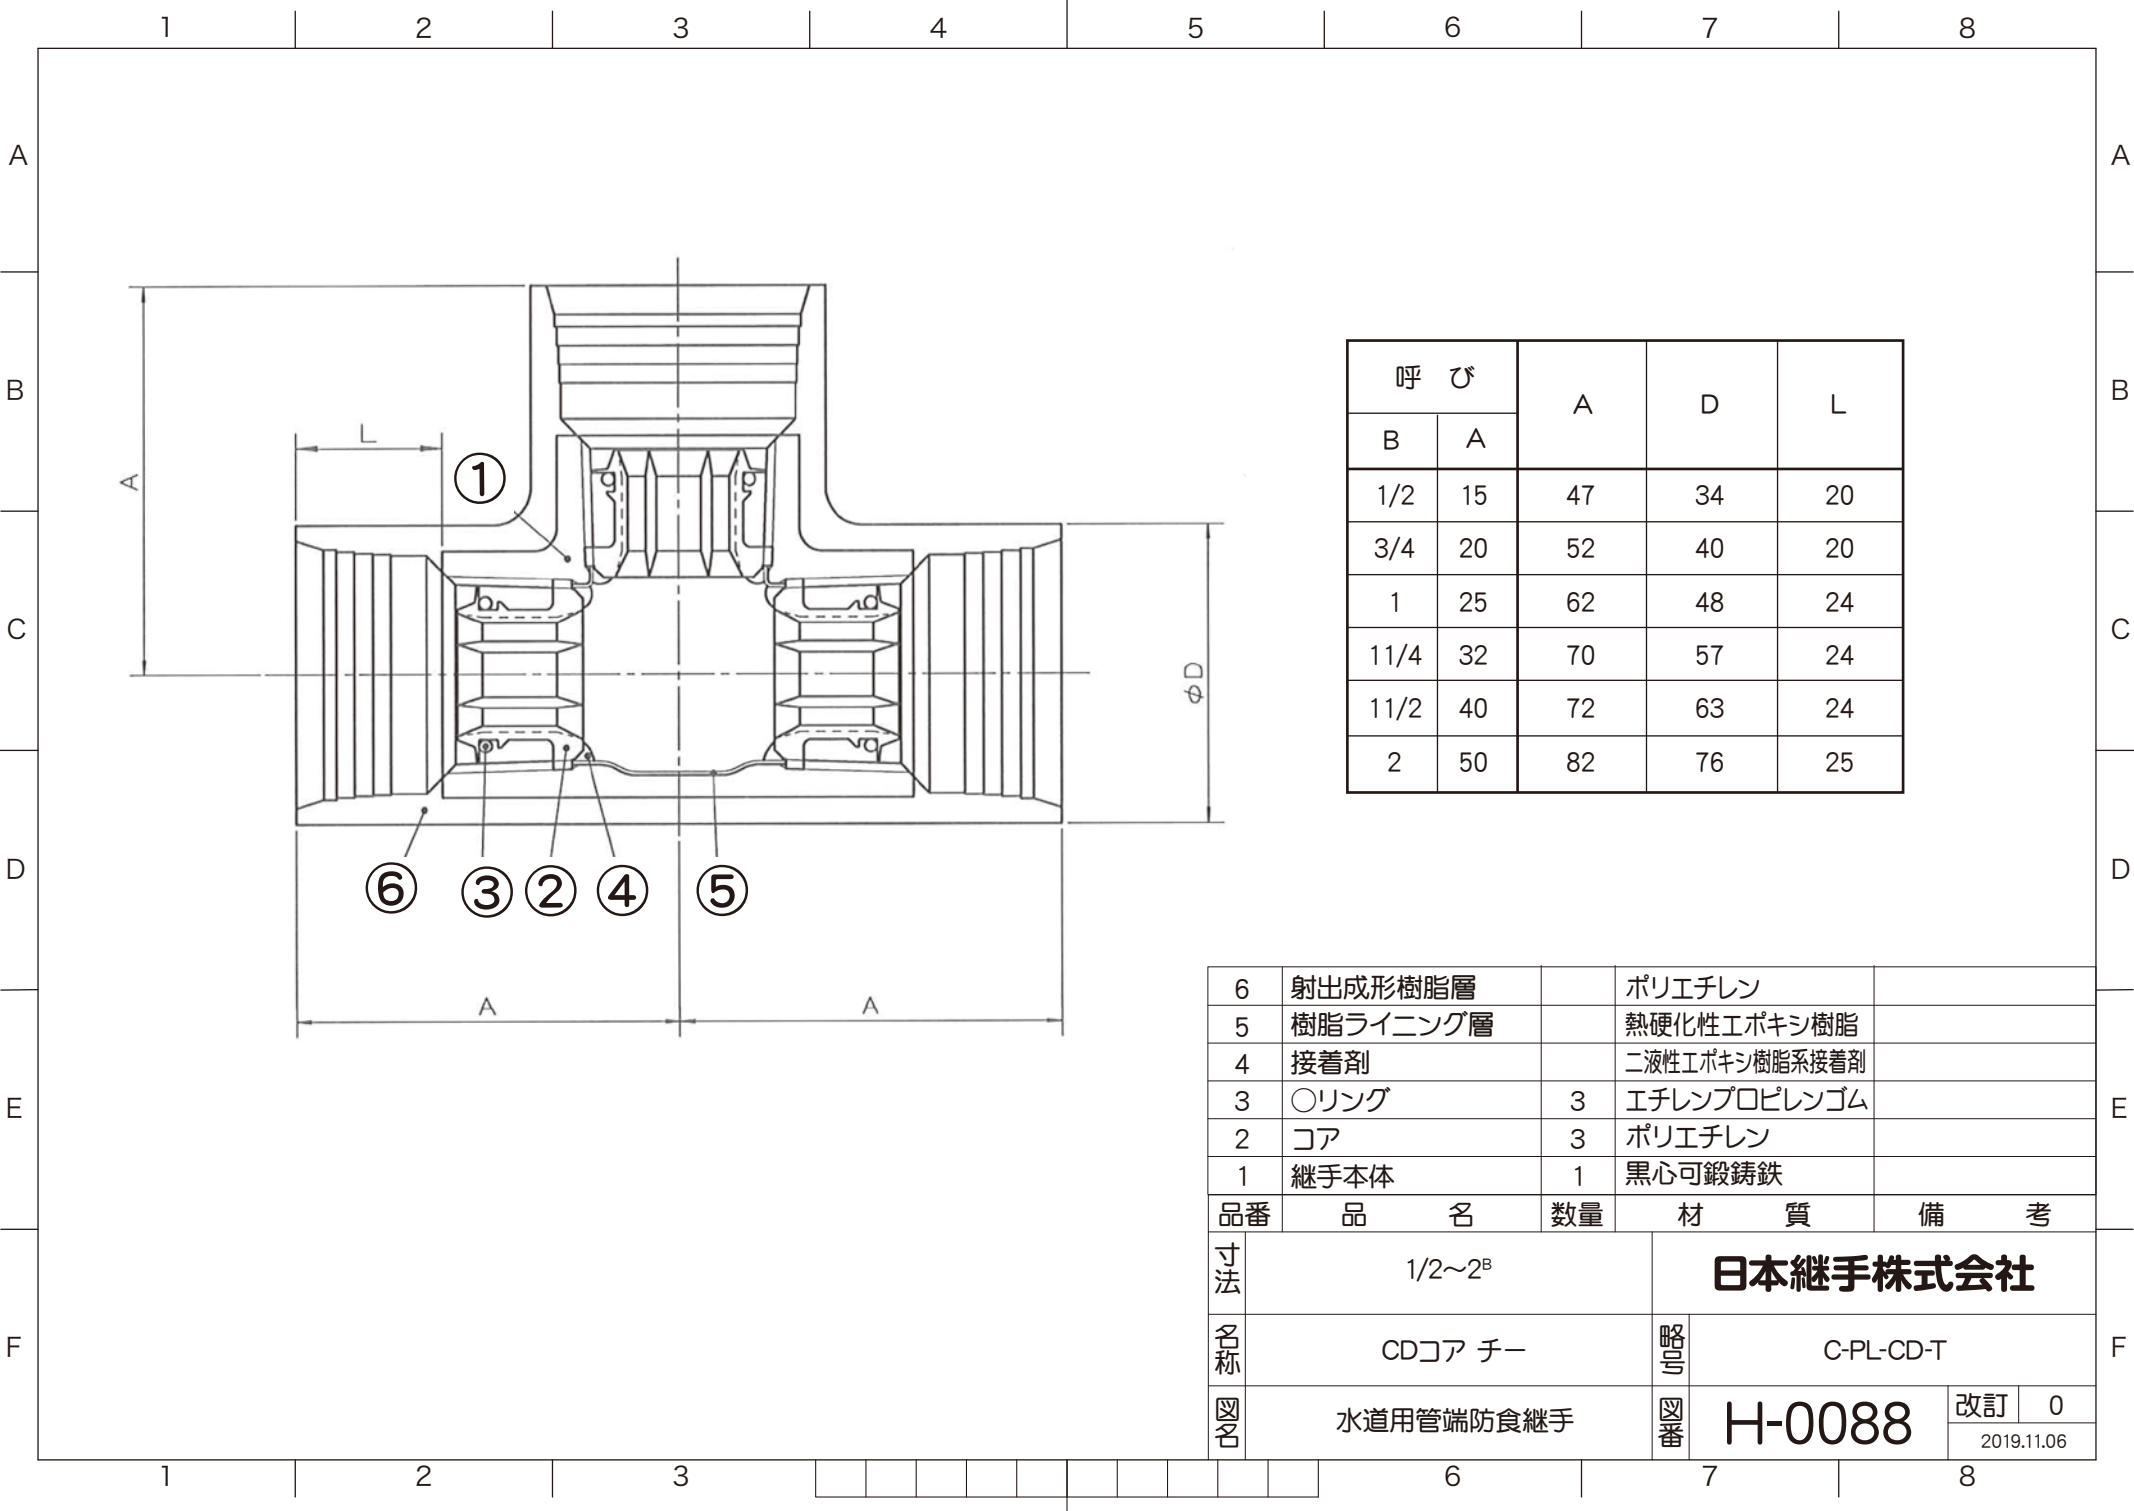 1 2 3 4 5 6 7 8
A A
B B
C C
D D
E E
F F
A
L
①
φD
⑥ ③ ② ④ ⑤
A A
呼 び A D L
B A
1/2 15 47 34 20
3/4 20 52 40 20
1 25 62 48 24
11/4 32 70 57 24
11/2 40 72 63 24
2 50 82 76 25
6 射出成形樹脂層 ポリエチレン
5 樹脂ライニング層 熱硬化性エポキシ樹脂
4 接着剤 二液性エポキシ樹脂系接着剤
3 ○リング 3 エチレンプロピレンゴム
2 コア 3 ポリエチレン
1 継手本体 1 黒心可鍛鋳鉄
品番 品 名 数量 材 質 備 考
寸法 1/2〜2B 日本継手株式会社
名称 CDコア チー 略号 C-PL-CD-T
図名 水道用管端防食継手 図番 H-0088 改訂 0
2019.11.06
1 2 3 6 7 8